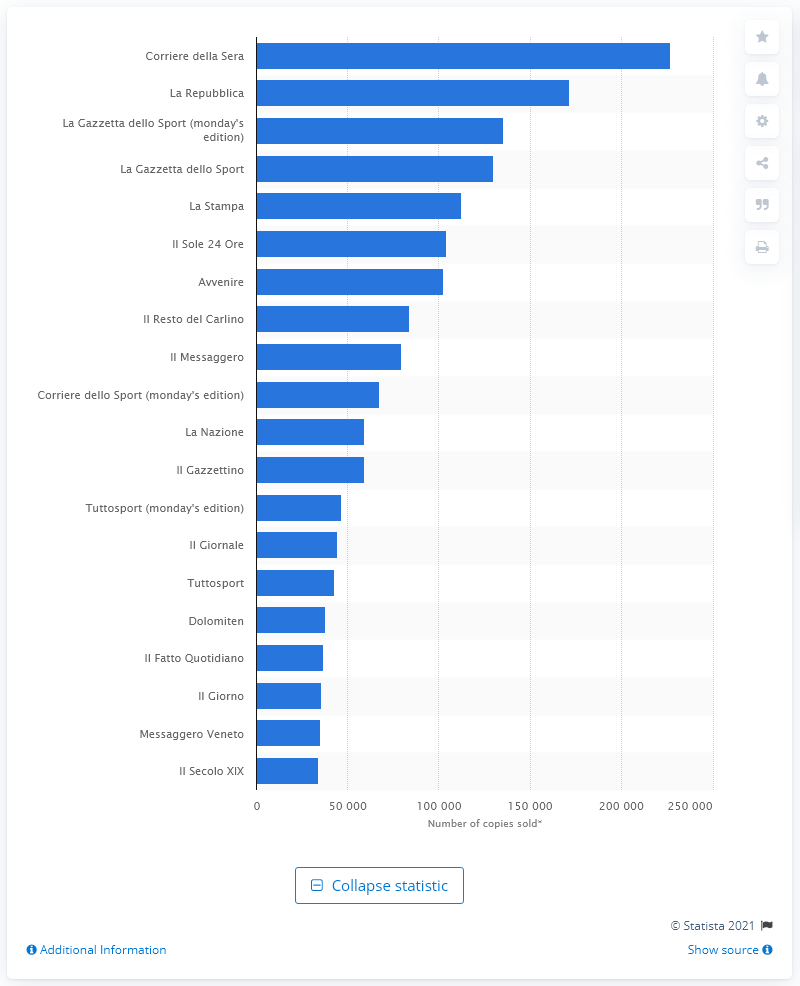 Corriere della Sera
La Repubblica
La Gazzetta dello Sport (monday's
edition)
La Gazzetta dello Sport
La Stampa
Il Sole 24 Ore
Avvenire
Il Resto del Carlino
Il Messaggero
Corriere dello Sport (monday's edition)
La Nazione
Il Gazzettino
Tuttosport (monday's edition)
Il Giornale
Tuttosport
Dolomiten
Il Fatto Quotidiano
Il Giorno
Messaggero Veneto
Il Secolo XIX
0 50 000 100 000 150 000 200 000 250 000
Number of copies sold*
Collapse statistic
© Statista 2021
Additional Information Show source